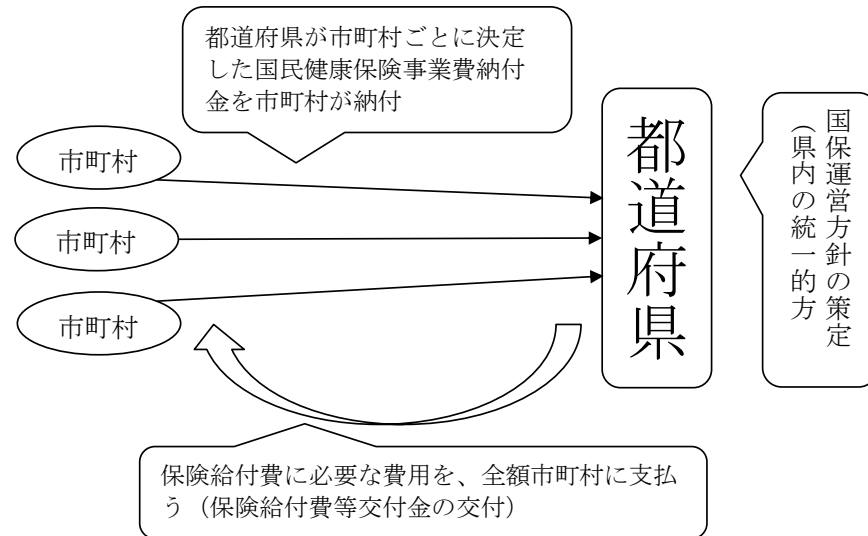 都道府県が市町村ごとに決定
した国民健康保険事業費納付
金を市町村が納付
市町村
市町村
市町村
都道府県
国保運営方針の策定
（県内の統一的方
保険給付費に必要な費用を、全額市町村に支払
う（保険給付費等交付金の交付）